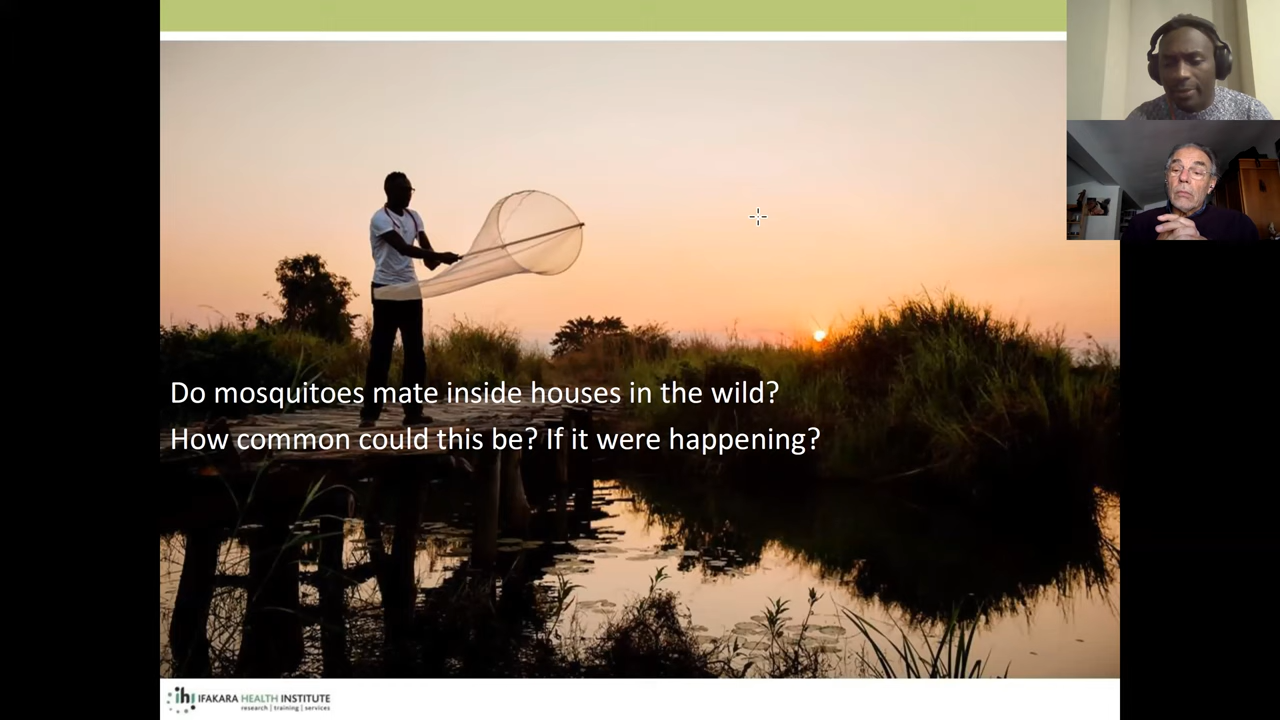 Do mosquitoes mate inside houses in the wild?
How common could this be? If it were happening?
ihi IFAKARA HEALTH INSTITUTE
research | training | services